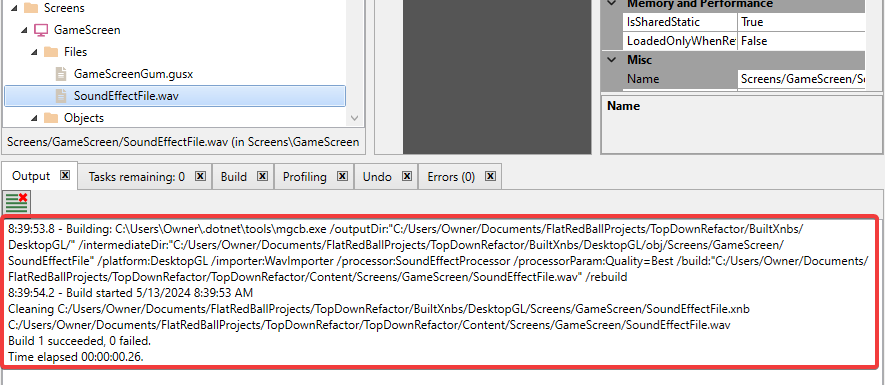 Screens
GameScreen
Files
GameScreenGum.gusx
SoundEffectFile.wav
Objects
Screens/GameScreen/SoundEffectFile.wav (in Screens\GameScreen
Memory and Performance
IsSharedStatic True
LoadedOnlyWhenRe False
Misc
Name Screens/GameScreen/So
Name
Output Tasks remaining: 0 Build Profiling Undo Errors (0)
8:39:53.8 - Building: C:\Users\Owner\.dotnet\tools\mgcb.exe /outputDir:"C:/Users/Owner/Documents/FlatRedBallProjects/TopDownRefactor/BuiltXnbs/
DesktopGL/" /intermediateDir:"C:/Users/Owner/Documents/FlatRedBallProjects/TopDownRefactor/BuiltXnbs/DesktopGL/obj/Screens/GameScreen/
SoundEffectFile" /platform:DesktopGL /importer:WavImporter /processor:SoundEffectProcessor /processorParam:Quality=Best /build:"C:/Users/Owner/Documents/
FlatRedBallProjects/TopDownRefactor/TopDownRefactor/Content/Screens/GameScreen/SoundEffectFile.wav" /rebuild
8:39:54.2 - Build started 5/13/2024 8:39:53 AM
Cleaning C:/Users/Owner/Documents/FlatRedBallProjects/TopDownRefactor/BuiltXnbs/DesktopGL/Screens/GameScreen/SoundEffectFile.xnb
C:/Users/Owner/Documents/FlatRedBallProjects/TopDownRefactor/TopDownRefactor/Content/Screens/GameScreen/SoundEffectFile.wav
Build 1 succeeded, 0 failed.
Time elapsed 00:00:00.26.